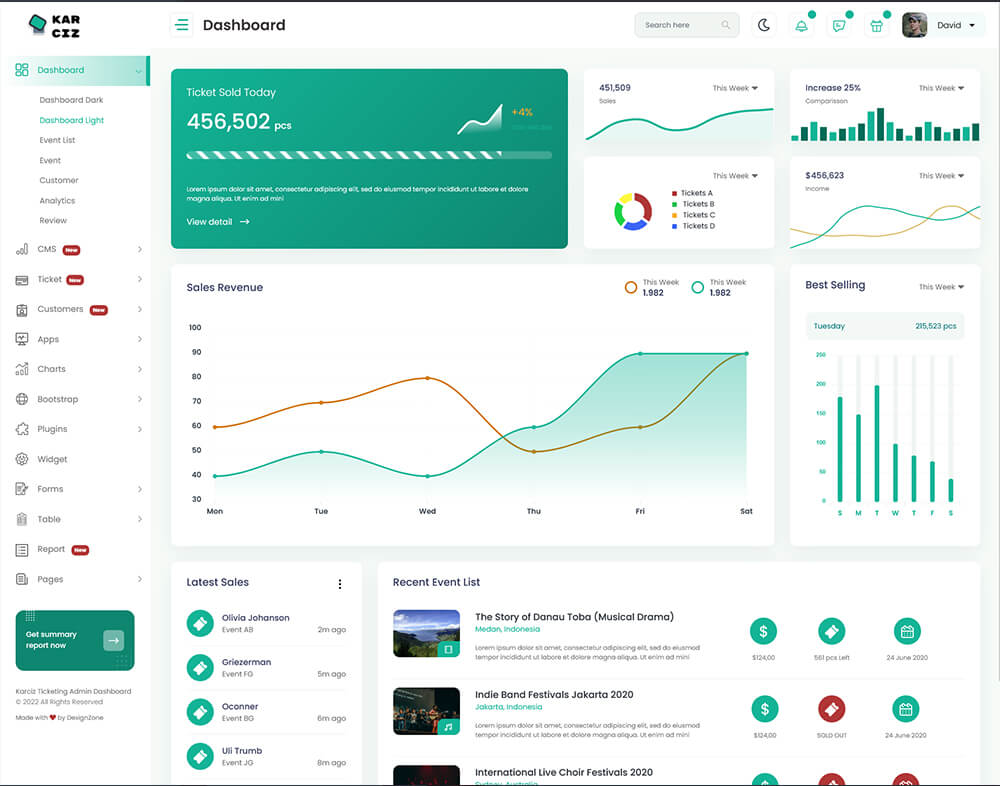 KAR
CIZ
Dashboard
Search here
David
Dashboard
Dashboard Dark
Dashboard Light
Event List
Event
Customer
Analytics
Review
CMS New
Ticket New
Customers New
Apps
Charts
Bootstrap
Plugins
Widget
Forms
Table
Report New
Pages
Get summary
report now
Karciz Ticketing Admin Dashboard
© 2022 All Rights Reserved
Made with ❤ by DesignZone
Ticket Sold Today
456,502 pcs
+4%
Lorem ipsum dolor sit amet, consectetur adipiscing elit, sed do eiusmod tempor incididunt ut labore et dolore
magna aliqua. Ut enim ad mini
View detail
451,509
Sales
This Week
Increase 25%
Comparisson
This Week
This Week
Tickets A
Tickets B
Tickets C
Tickets D
$456,623
Income
This Week
Sales Revenue
This Week
1.982
This Week
1.982
100
90
80
70
60
50
40
30
Mon Tue Wed Thu Fri Sat
Best Selling
This Week
Tuesday 215,523 pcs
250
200
150
100
50
0
S M T W T F S
Latest Sales
Olivia Johanson
Event AB 2m ago
Griezerman
Event FG 5m ago
Oconner
Event BG 6m ago
Uli Trumb
Event JG 8m ago
Recent Event List
The Story of Danau Toba (Musical Drama)
Medan, Indonesia
Lorem ipsum dolor sit amet, consectetur adipiscing elit, sed do eiusmod
tempor incididunt ut labore et dolore magna aliqua. Ut enim ad mini
$124,00 561 pcs Left 24 June 2020
Indie Band Festivals Jakarta 2020
Jakarta, Indonesia
Lorem ipsum dolor sit amet, consectetur adipiscing elit, sed do eiusmod
tempor incididunt ut labore et dolore magna aliqua. Ut enim ad mini
$124,00 SOLD OUT 24 June 2020
International Live Choir Festivals 2020
Sydney, Australia